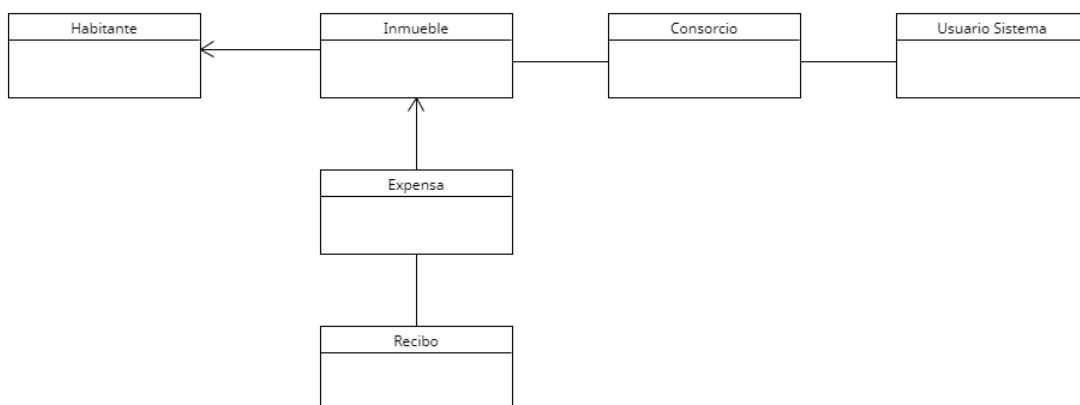 Habitante
Inmueble
Consorcio
Usuario Sistema
Expensa
Recibo